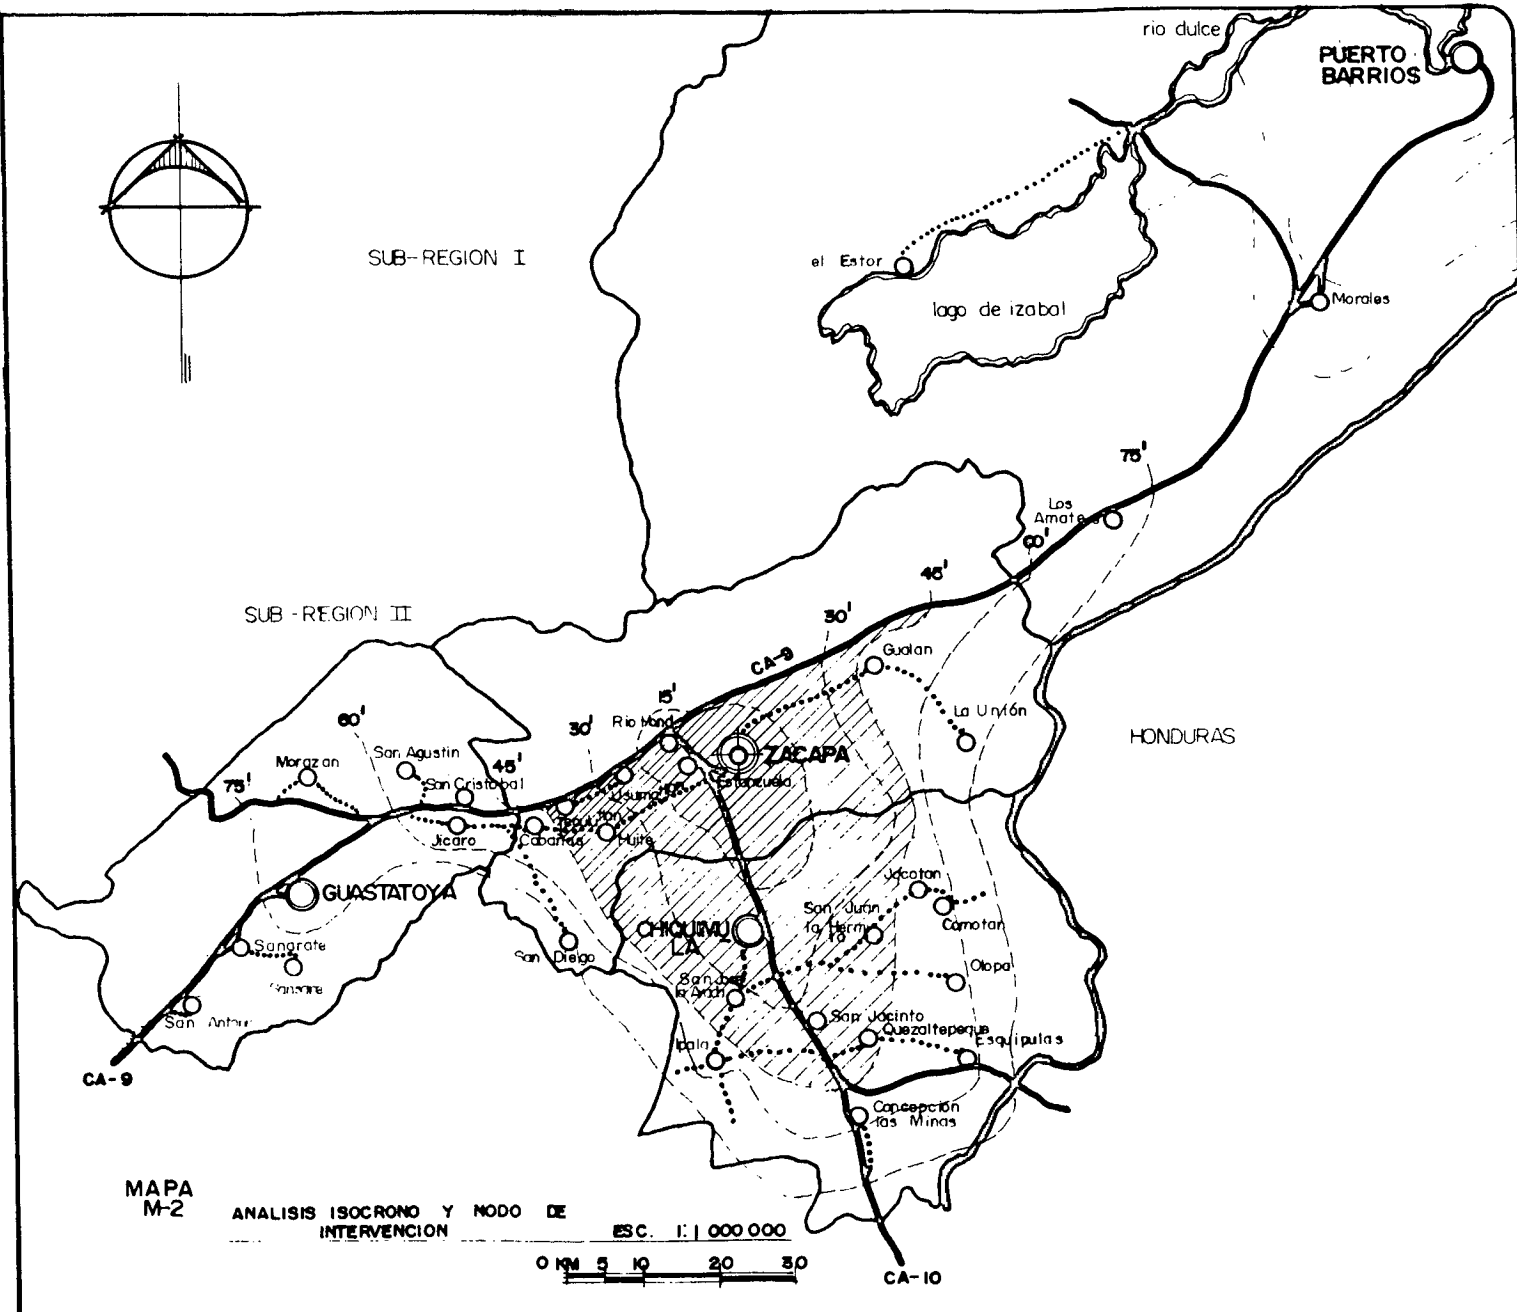 rio dulce
PUERTO
BARRIOS
SUB-REGION I
el Estor
lago de izabal
Morales
75'
Los
60'
45'
SUB-REGION II
30'
Gualan
CA-9
15'
La Unión
60'
30'
HONDURAS
San Agustin
45'
ZACAPA
Morazan
75'
San Cristobal
Estanzuela
Jicaro
Cabañas
Huite
GUASTATOYA
Jocotan
San Juan
CHIQUIMU
LA
Camotan
Sanarate
San Dielgo
Olopa
San Jacinto
Quezaltepeque
Esquipulas
Ipala
CA-9
Concepción
las Minas
MAPA
M-2
ANALISIS ISOCRONO Y NODO DE
INTERVENCION
ESC. 1:1 000 000
0 KM 5 10 20 30
CA-10